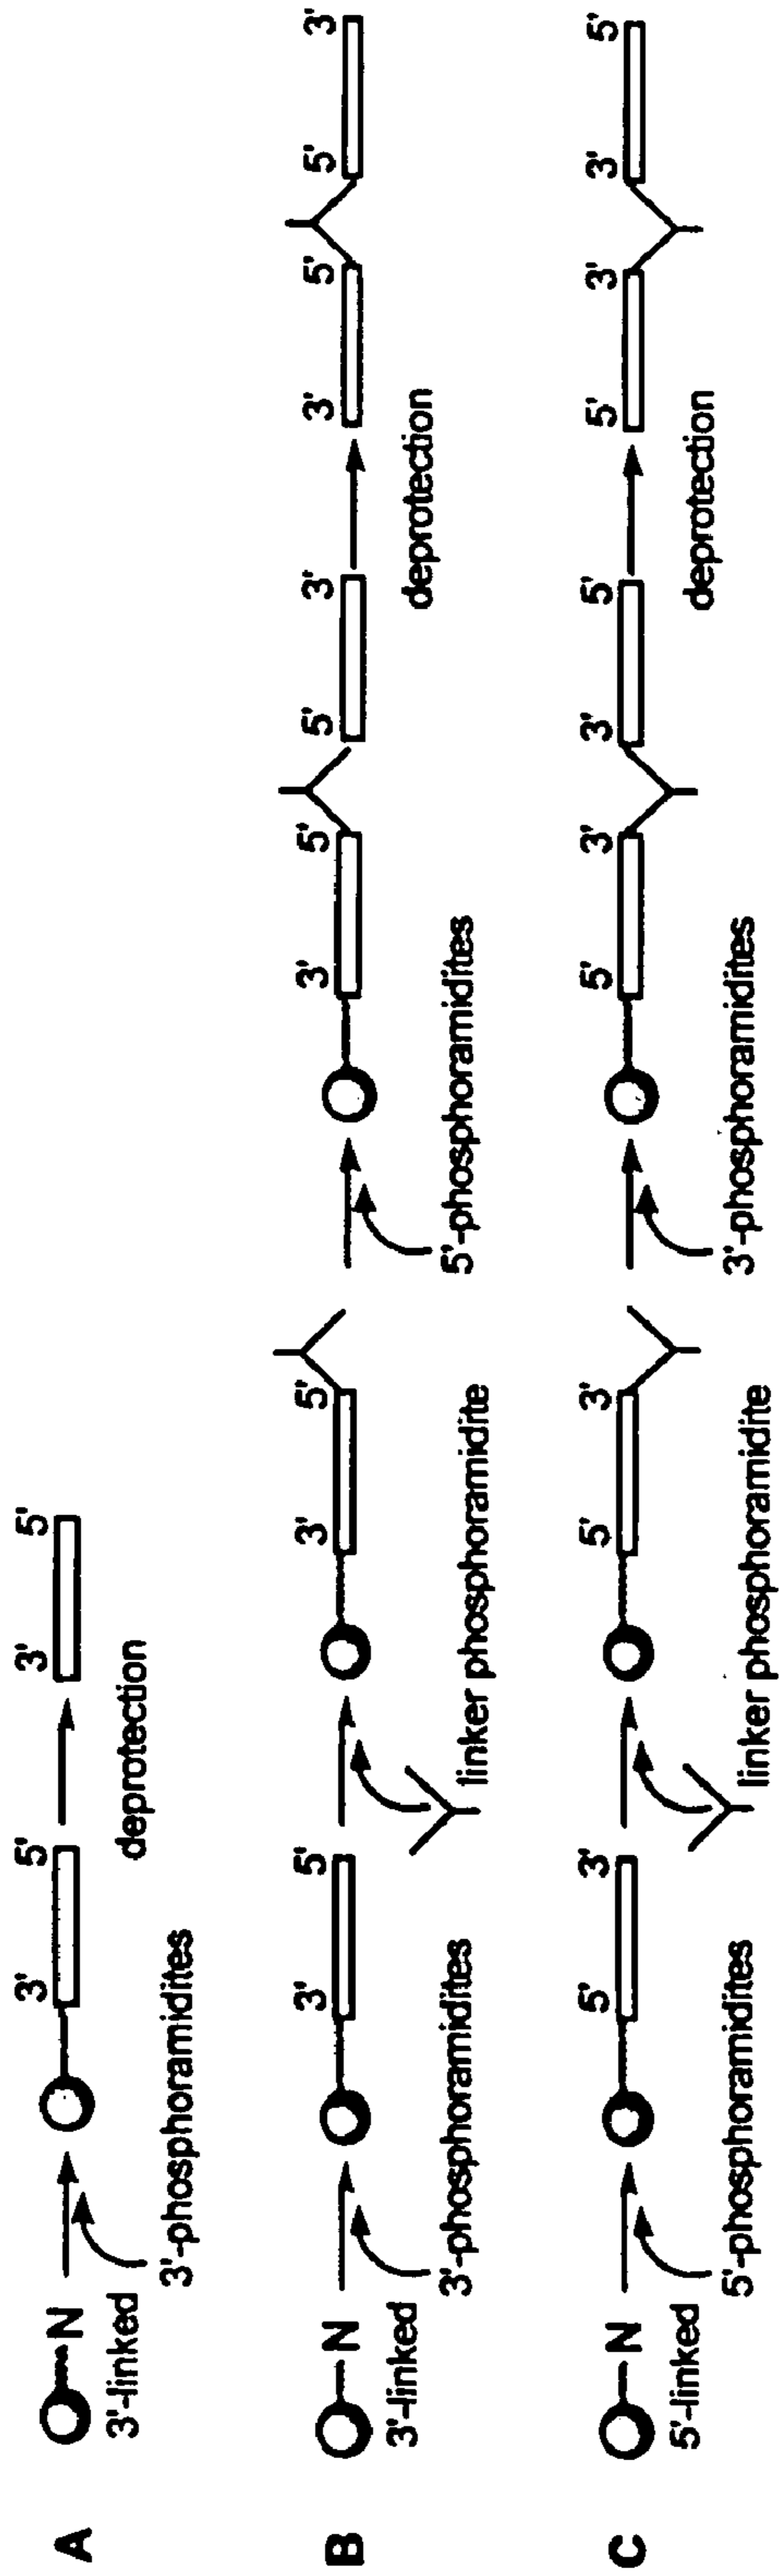 A
N
3'-linked
3'-phosphoramidites
3' 5'
deprotection
3' 5'
B
N
3'-linked
3'-phosphoramidites
3' 5'
linker phosphoramidite
3' 5'
5'-phosphoramidites
3' 5' 5' 3'
deprotection
3' 5' 5' 3'
C
N
5'-linked
5'-phosphoramidites
5' 3'
linker phosphoramidite
5' 3'
3'-phosphoramidites
5' 3' 3' 5'
deprotection
5' 3' 3' 5'